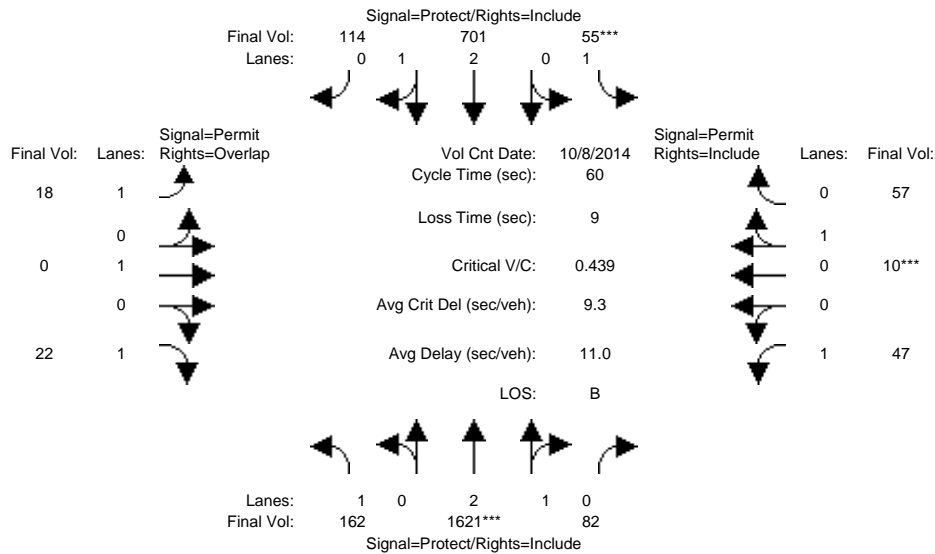 Signal=Protect/Rights=Include
Final Vol: 114 701 55***
Lanes: 0 1 2 0 1
Signal=Permit Signal=Permit
Final Vol: Lanes: Rights=Overlap Vol Cnt Date: 10/8/2014 Rights=Include Lanes: Final Vol:
Cycle Time (sec): 60
18 1 0 57
Loss Time (sec): 9
0 1
0 1 Critical V/C: 0.439 0 10***
0 Avg Crit Del (sec/veh): 9.3 0
22 1 Avg Delay (sec/veh): 11.0 1 47
LOS: B
Lanes: 1 0 2 1 0
Final Vol: 162 1621*** 82
Signal=Protect/Rights=Include